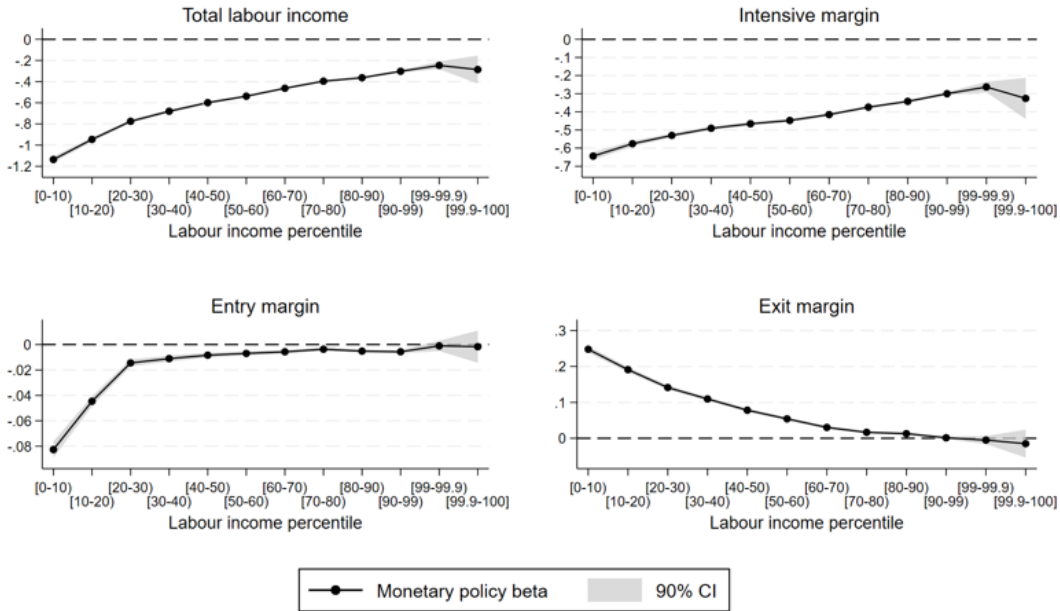 Total labour income
0
-.2
-.4
-.6
-.8
-1
-1.2
[0-10) [20-30) [40-50) [60-70) [80-90) [99-99.9)
[10-20) [30-40) [50-60) [70-80) [90-99) [99.9-100]
Labour income percentile
Intensive margin
0
-.1
-.2
-.3
-.4
-.5
-.6
-.7
[0-10) [20-30) [40-50) [60-70) [80-90) [99-99.9)
[10-20) [30-40) [50-60) [70-80) [90-99) [99.9-100]
Labour income percentile
Entry margin
0
-.02
-.04
-.06
-.08
[0-10) [20-30) [40-50) [60-70) [80-90) [99-99.9)
[10-20) [30-40) [50-60) [70-80) [90-99) [99.9-100]
Labour income percentile
Exit margin
.3
.2
.1
0
[0-10) [20-30) [40-50) [60-70) [80-90) [99-99.9)
[10-20) [30-40) [50-60) [70-80) [90-99) [99.9-100]
Labour income percentile
Monetary policy beta 90% CI